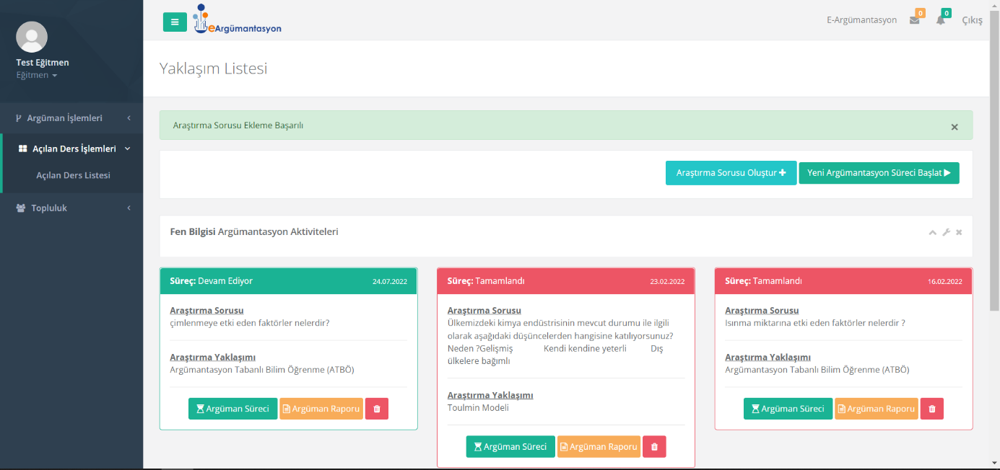 Test Eğitmen
Eğitmen
Argüman İşlemleri
Açılan Ders İşlemleri
Açılan Ders Listesi
Topluluk
eArgümantasyon
E-Argümantasyon
0
0
Çıkış
Yaklaşım Listesi
Araştırma Sorusu Ekleme Başarılı
Araştırma Sorusu Oluştur
Yeni Argümantasyon Süreci Başlat
Fen Bilgisi Argümantasyon Aktiviteleri
Süreç: Devam Ediyor 24.07.2022
Araştırma Sorusu
çimlenmeye etki eden faktörler nelerdir?
Araştırma Yaklaşımı
Argümantasyon Tabanlı Bilim Öğrenme (ATBÖ)
Argüman Süreci Argüman Raporu
Süreç: Tamamlandı 23.02.2022
Araştırma Sorusu
Ülkemizdeki kimya endüstrisinin mevcut durumu ile ilgili
olarak aşağıdaki düşüncelerden hangisine katılıyorsunuz?
Neden ?Gelişmiş Kendi kendine yeterli Dış
ülkelere bağımlı
Araştırma Yaklaşımı
Toulmin Modeli
Argüman Süreci Argüman Raporu
Süreç: Tamamlandı 16.02.2022
Araştırma Sorusu
Isınma miktarına etki eden faktörler nelerdir ?
Araştırma Yaklaşımı
Argümantasyon Tabanlı Bilim Öğrenme (ATBÖ)
Argüman Süreci Argüman Raporu